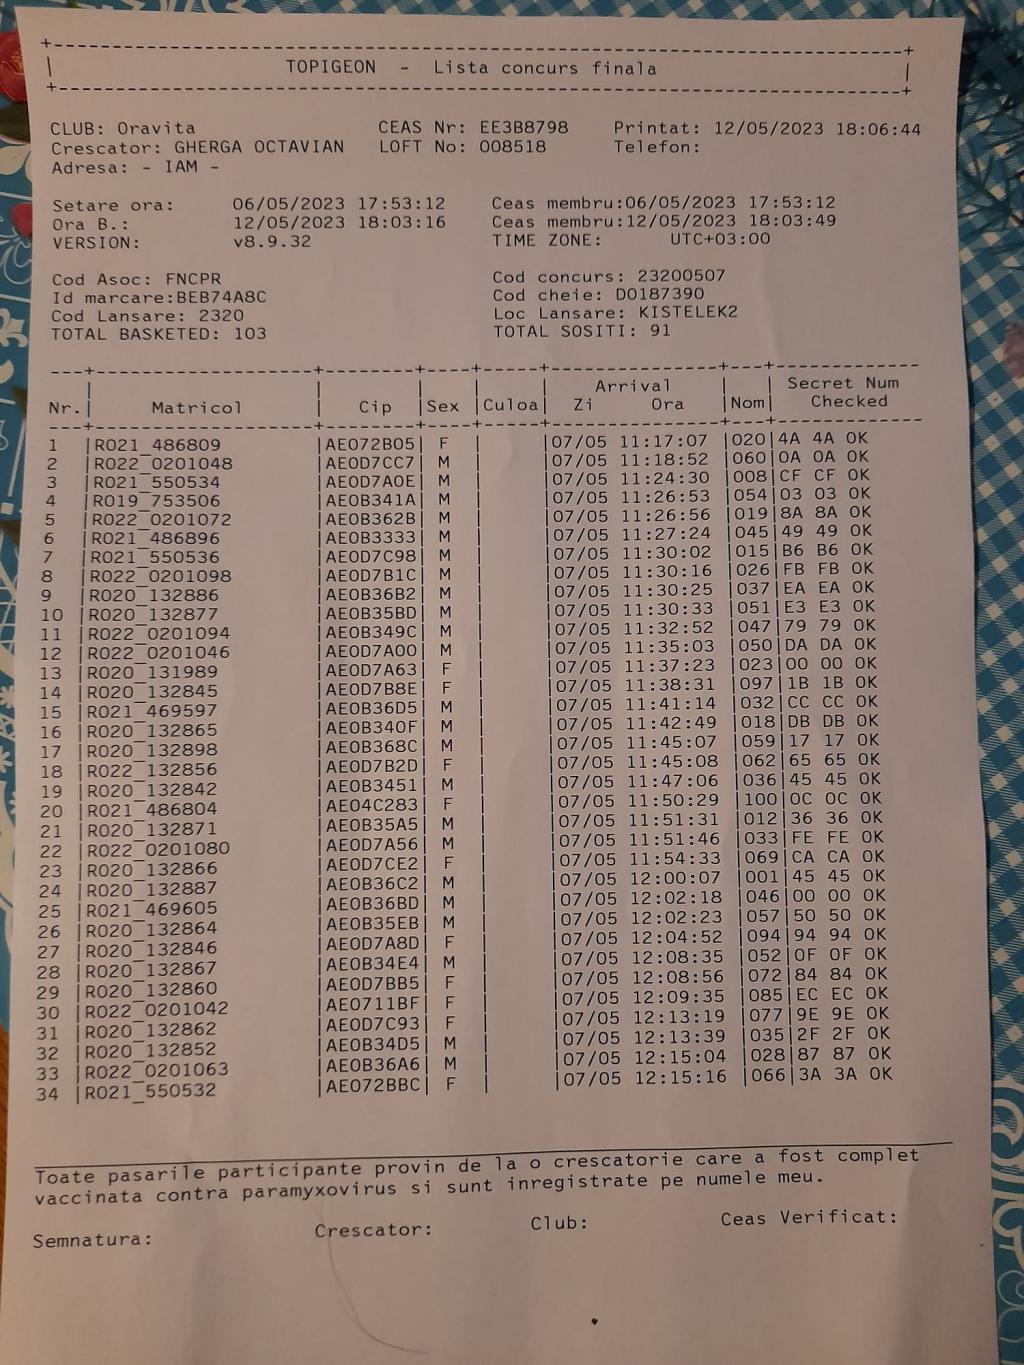 +------------------------------------------------------------------------------+
| TOPIGEON - Lista concurs finala |
+------------------------------------------------------------------------------+
CLUB: Oravita CEAS Nr: EE3B8798 Printat: 12/05/2023 18:06:44
Crescator: GHERGA OCTAVIAN LOFT No: 008518 Telefon:
Adresa: - IAM -
Setare ora: 06/05/2023 17:53:12 Ceas membru:06/05/2023 17:53:12
Ora B.: 12/05/2023 18:03:16 Ceas membru:12/05/2023 18:03:49
VERSION: v8.9.32 TIME ZONE: UTC+03:00
Cod Asoc: FNCPR Cod concurs: 23200507
Id marcare:BEB74A8C Cod cheie: D0187390
Cod Lansare: 2320 Loc Lansare: KISTELEK2
TOTAL BASKETED: 103 TOTAL SOSITI: 91
| | | | Arrival | | Secret Num
Nr.| Matricol | Cip |Sex |Culoa| Zi Ora |Nom| Checked
1 |RO21_486809 |AE072B05| F | |07/05 11:17:07 |020|4A 4A OK
2 |RO22_0201048 |AE0D7CC7| M | |07/05 11:18:52 |060|0A 0A OK
3 |RO21_550534 |AE0D7A0E| M | |07/05 11:24:30 |008|CF CF OK
4 |RO19_753506 |AE0B341A| M | |07/05 11:26:53 |054|03 03 OK
5 |RO22_0201072 |AE0B362B| M | |07/05 11:26:56 |019|8A 8A OK
6 |RO21_486896 |AE0B3333| M | |07/05 11:27:24 |045|49 49 OK
7 |RO21_550536 |AE0D7C98| M | |07/05 11:30:02 |015|B6 B6 OK
8 |RO22_0201098 |AE0D7B1C| M | |07/05 11:30:16 |026|FB FB OK
9 |RO20_132886 |AE0B36B2| M | |07/05 11:30:25 |037|EA EA OK
10 |RO20_132877 |AE0B35BD| M | |07/05 11:30:33 |051|E3 E3 OK
11 |RO22_0201094 |AE0B349C| M | |07/05 11:32:52 |047|79 79 OK
12 |RO22_0201046 |AE0D7A00| M | |07/05 11:35:03 |050|DA DA OK
13 |RO20_131989 |AE0D7A63| F | |07/05 11:37:23 |023|00 00 OK
14 |RO20_132845 |AE0D7B8E| F | |07/05 11:38:31 |097|1B 1B OK
15 |RO21_469597 |AE0B36D5| M | |07/05 11:41:14 |032|CC CC OK
16 |RO20_132865 |AE0B340F| M | |07/05 11:42:49 |018|DB DB OK
17 |RO20_132898 |AE0B368C| M | |07/05 11:45:07 |059|17 17 OK
18 |RO22_132856 |AE0D7B2D| F | |07/05 11:45:08 |062|65 65 OK
19 |RO20_132842 |AE0B3451| M | |07/05 11:47:06 |036|45 45 OK
20 |RO21_486804 |AE04C283| F | |07/05 11:50:29 |100|0C 0C OK
21 |RO20_132871 |AE0B35A5| M | |07/05 11:51:31 |012|36 36 OK
22 |RO22_0201080 |AE0D7A56| M | |07/05 11:51:46 |033|FE FE OK
23 |RO20_132866 |AE0D7CE2| F | |07/05 11:54:33 |069|CA CA OK
24 |RO20_132887 |AE0B36C2| M | |07/05 12:00:07 |001|45 45 OK
25 |RO21_469605 |AE0B36BD| M | |07/05 12:02:18 |046|00 00 OK
26 |RO20_132864 |AE0B35EB| M | |07/05 12:02:23 |057|50 50 OK
27 |RO20_132846 |AE0D7A8D| F | |07/05 12:04:52 |094|94 94 OK
28 |RO20_132867 |AE0B34E4| M | |07/05 12:08:35 |052|0F 0F OK
29 |RO20_132860 |AE0D7BB5| F | |07/05 12:08:56 |072|84 84 OK
30 |RO22_0201042 |AE0711BF| F | |07/05 12:09:35 |085|EC EC OK
31 |RO20_132862 |AE0D7C93| F | |07/05 12:13:19 |077|9E 9E OK
32 |RO20_132852 |AE0B34D5| M | |07/05 12:13:39 |035|2F 2F OK
33 |RO22_0201063 |AE0B36A6| M | |07/05 12:15:04 |028|87 87 OK
34 |RO21_550532 |AE072BBC| F | |07/05 12:15:16 |066|3A 3A OK
Toate pasarile participante provin de la o crescatorie care a fost complet
vaccinata contra paramyxovirus si sunt inregistrate pe numele meu.
Semnatura: Crescator: Club: Ceas Verificat: